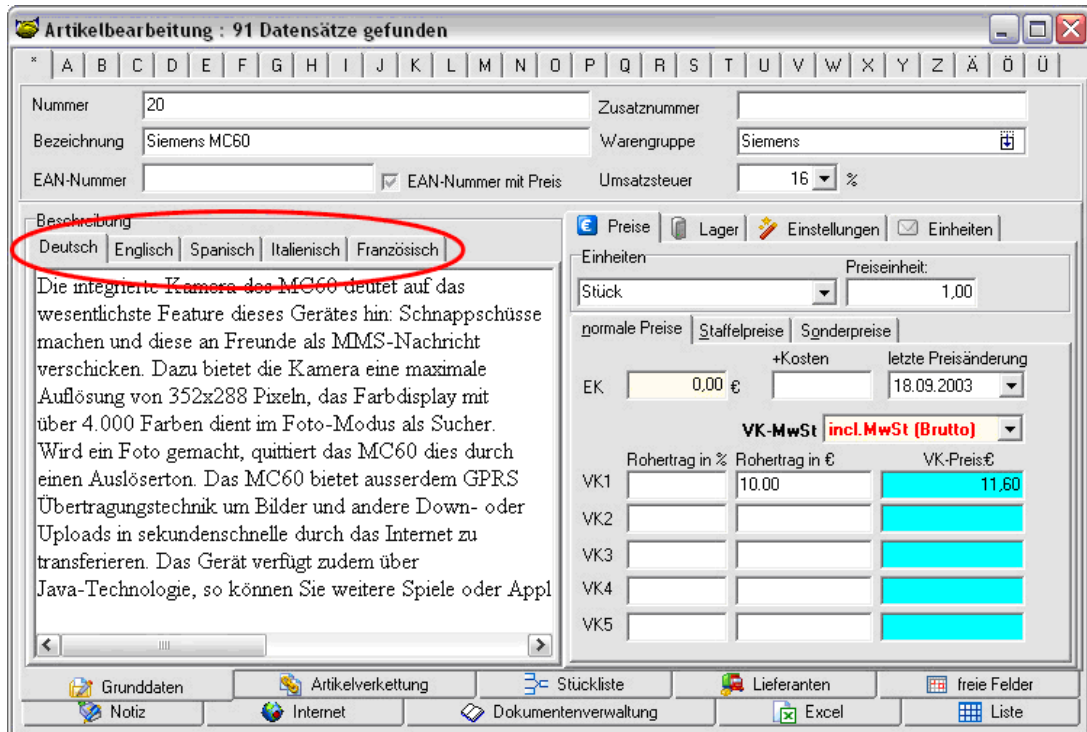 Artikelbearbeitung : 91 Datensätze gefunden
* A B C D E F G H I J K L M N O P Q R S T U V W X Y Z Ä Ö Ü
Nummer 20 Zusatznummer
Bezeichnung Siemens MC60 Warengruppe Siemens
EAN-Nummer EAN-Nummer mit Preis Umsatzsteuer 16 %
Beschreibung
Deutsch Englisch Spanisch Italienisch Französisch
Die integrierte Kamera des MC60 deutet auf das
wesentlichste Feature dieses Gerätes hin: Schnappschüsse
machen und diese an Freunde als MMS-Nachricht
verschicken. Dazu bietet die Kamera eine maximale
Auflösung von 352x288 Pixeln, das Farbdisplay mit
über 4.000 Farben dient im Foto-Modus als Sucher.
Wird ein Foto gemacht, quittiert das MC60 dies durch
einen Auslöserton. Das MC60 bietet ausserdem GPRS
Übertragungstechnik um Bilder und andere Down- oder
Uploads in sekundenschnelle durch das Internet zu
transferieren. Das Gerät verfügt zudem über
Java-Technologie, so können Sie weitere Spiele oder Appl
Preise Lager Einstellungen Einheiten
Einheiten Preiseinheit:
Stück 1,00
normale Preise Staffelpreise Sonderpreise
+Kosten letzte Preisänderung
EK 0,00 € 18.09.2003
VK-MwSt incl.MwSt (Brutto)
Rohertrag in % Rohertrag in € VK-Preis:€
VK1 10.00 11,60
VK2
VK3
VK4
VK5
Grunddaten Artikelverkettung Stückliste Lieferanten freie Felder
Notiz Internet Dokumentenverwaltung Excel Liste